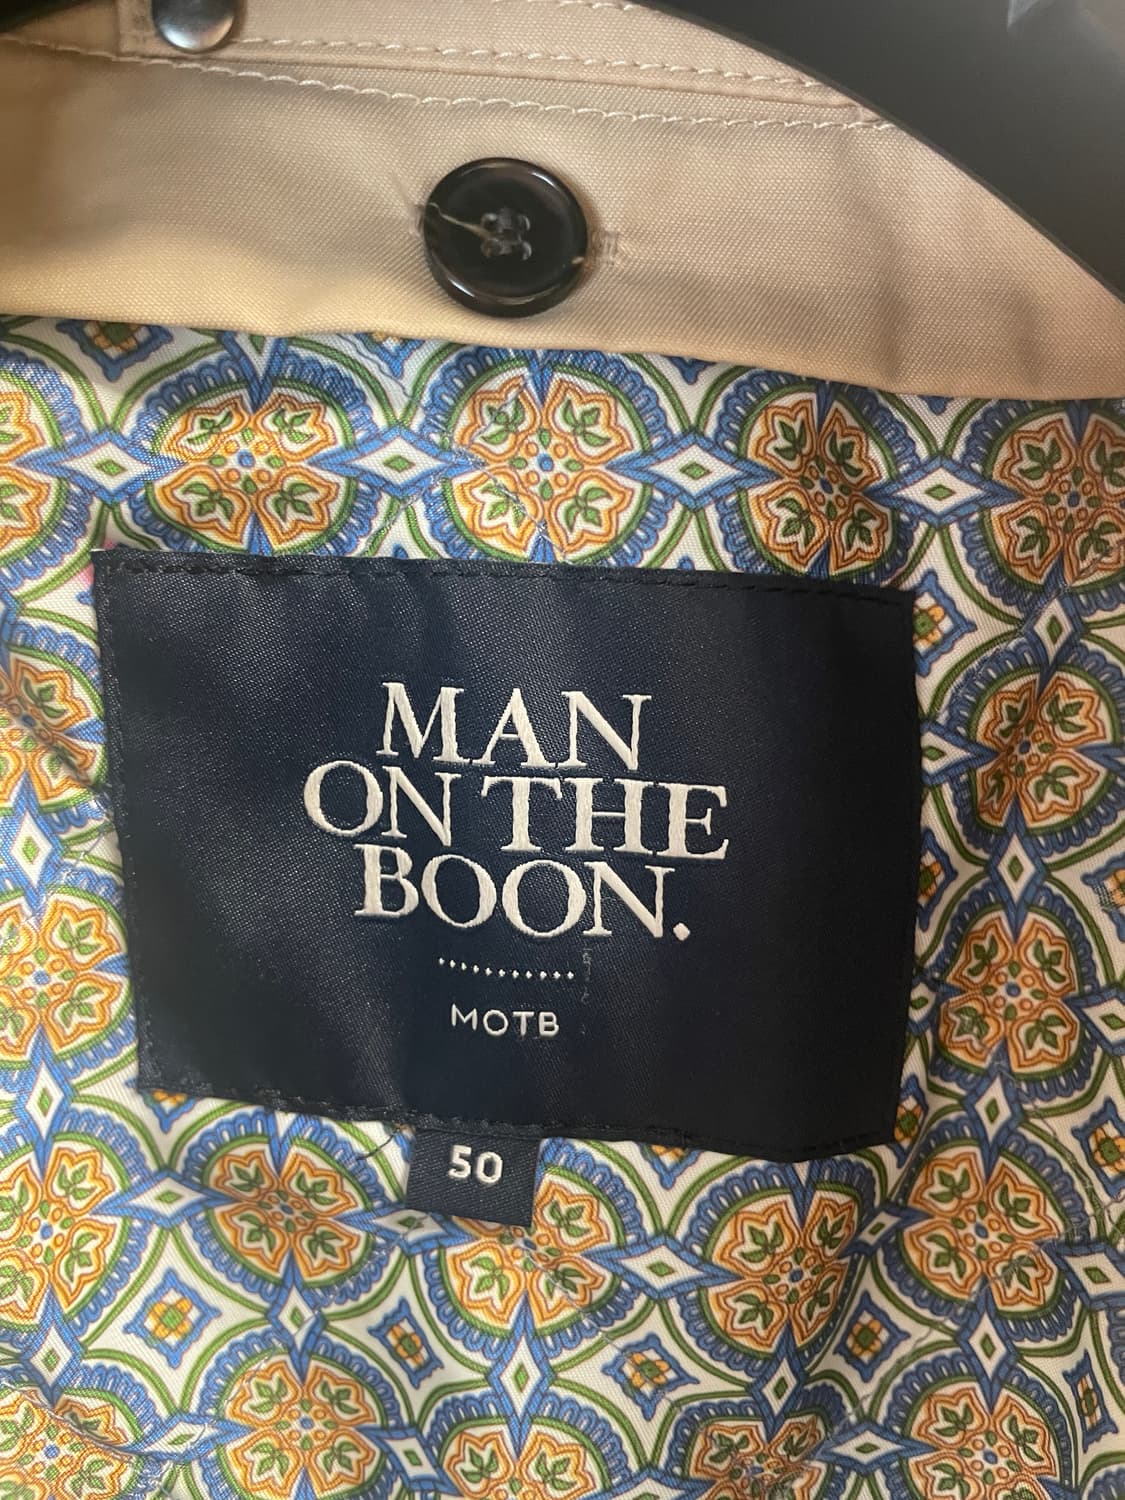 MAN
ON THE
BOON.
MOTB
50